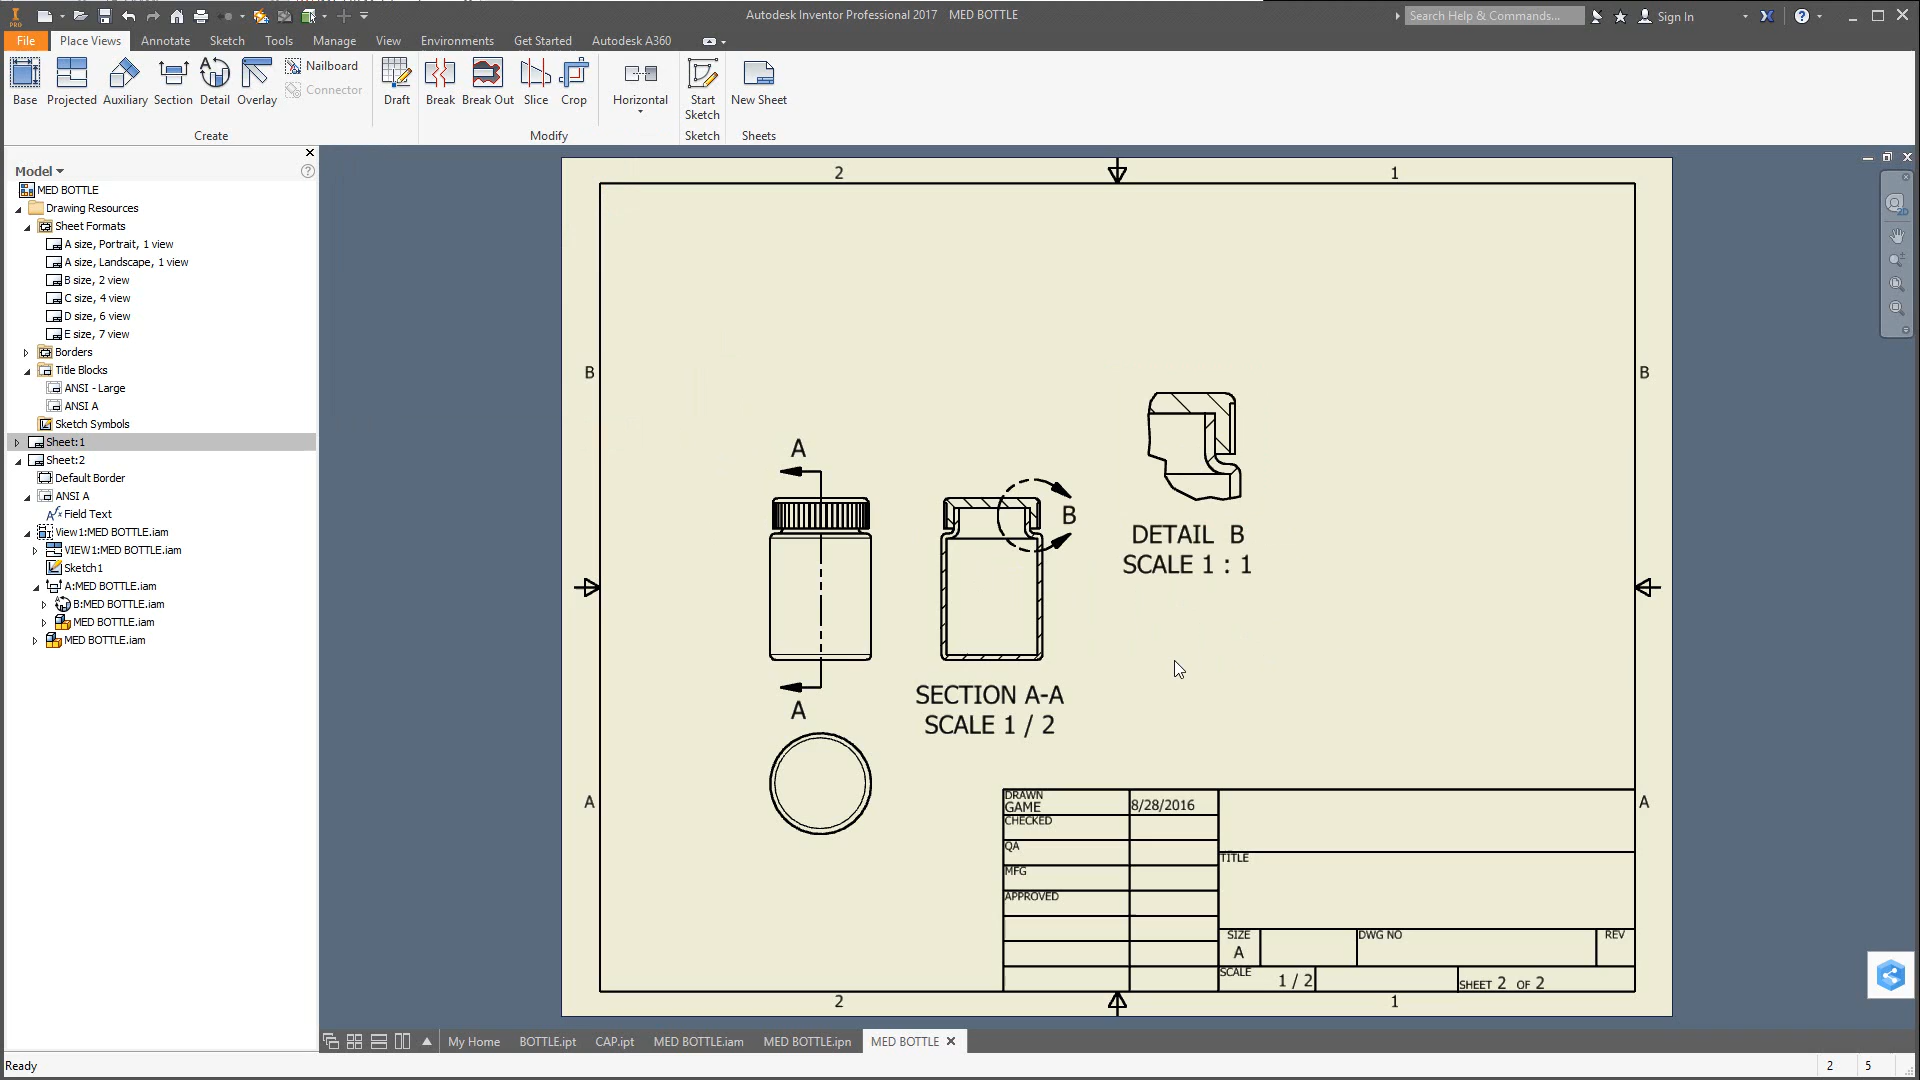 PRO
Autodesk Inventor Professional 2017 MED BOTTLE
Search Help & Commands...
Sign In
File
Place Views
Annotate
Sketch
Tools
Manage
View
Environments
Get Started
Autodesk A360
Base
Projected
Auxiliary
Section
Detail
Overlay
Nailboard
Connector
Draft
Break
Break Out
Slice
Crop
Horizontal
Start Sketch
New Sheet
Create
Modify
Sketch
Sheets
Model
MED BOTTLE
Drawing Resources
Sheet Formats
A size, Portrait, 1 view
A size, Landscape, 1 view
B size, 2 view
C size, 4 view
D size, 6 view
E size, 7 view
Borders
Title Blocks
ANSI - Large
ANSI A
Sketch Symbols
Sheet:1
Sheet:2
Default Border
ANSI A
Field Text
View1:MED BOTTLE.iam
VIEW1:MED BOTTLE.iam
Sketch1
A:MED BOTTLE.iam
B:MED BOTTLE.iam
MED BOTTLE.iam
MED BOTTLE.iam
2
1
B
B
A
B
DETAIL B
SCALE 1 : 1
SECTION A-A
SCALE 1 / 2
A
A
A
DRAWN
GAME
8/28/2016
CHECKED
QA
MFG
APPROVED
TITLE
SIZE
A
DWG NO
REV
SCALE
1 / 2
SHEET 2 OF 2
2
1
2D
My Home
BOTTLE.ipt
CAP.ipt
MED BOTTLE.iam
MED BOTTLE.ipn
MED BOTTLE
Ready
2
5